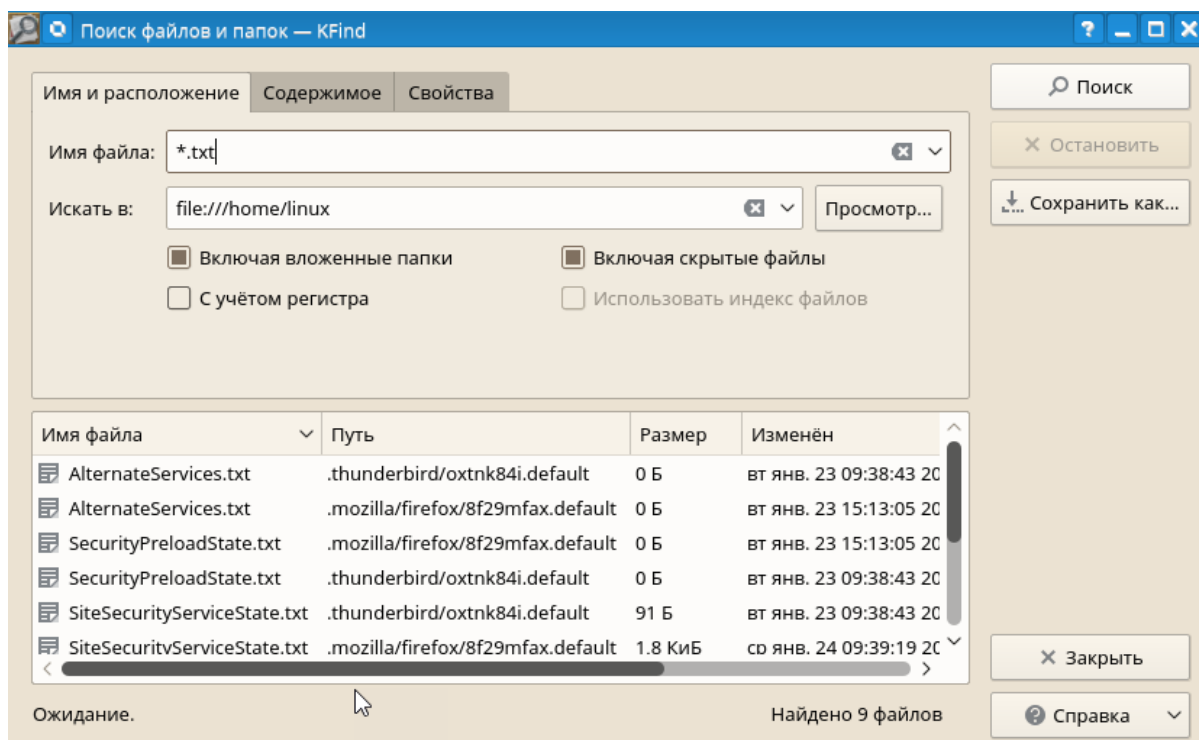 Поиск файлов и папок — KFind
Имя и расположение Содержимое Свойства
Поиск
Имя файла: *.txt
Остановить
Искать в: file:///home/linux Просмотр...
Сохранить как...
Включая вложенные папки Включая скрытые файлы
С учётом регистра Использовать индекс файлов
Имя файла Путь Размер Изменён
AlternateServices.txt .thunderbird/oxtnk84i.default 0 Б вт янв. 23 09:38:43 20
AlternateServices.txt .mozilla/firefox/8f29mfax.default 0 Б вт янв. 23 15:13:05 20
SecurityPreloadState.txt .mozilla/firefox/8f29mfax.default 0 Б вт янв. 23 15:13:05 20
SecurityPreloadState.txt .thunderbird/oxtnk84i.default 0 Б вт янв. 23 09:38:43 20
SiteSecurityServiceState.txt .thunderbird/oxtnk84i.default 91 Б вт янв. 23 09:38:43 20
SiteSecurityServiceState.txt .mozilla/firefox/8f29mfax.default 1.8 КиБ ср янв. 24 09:39:19 20
Закрыть
Ожидание. Найдено 9 файлов
Справка